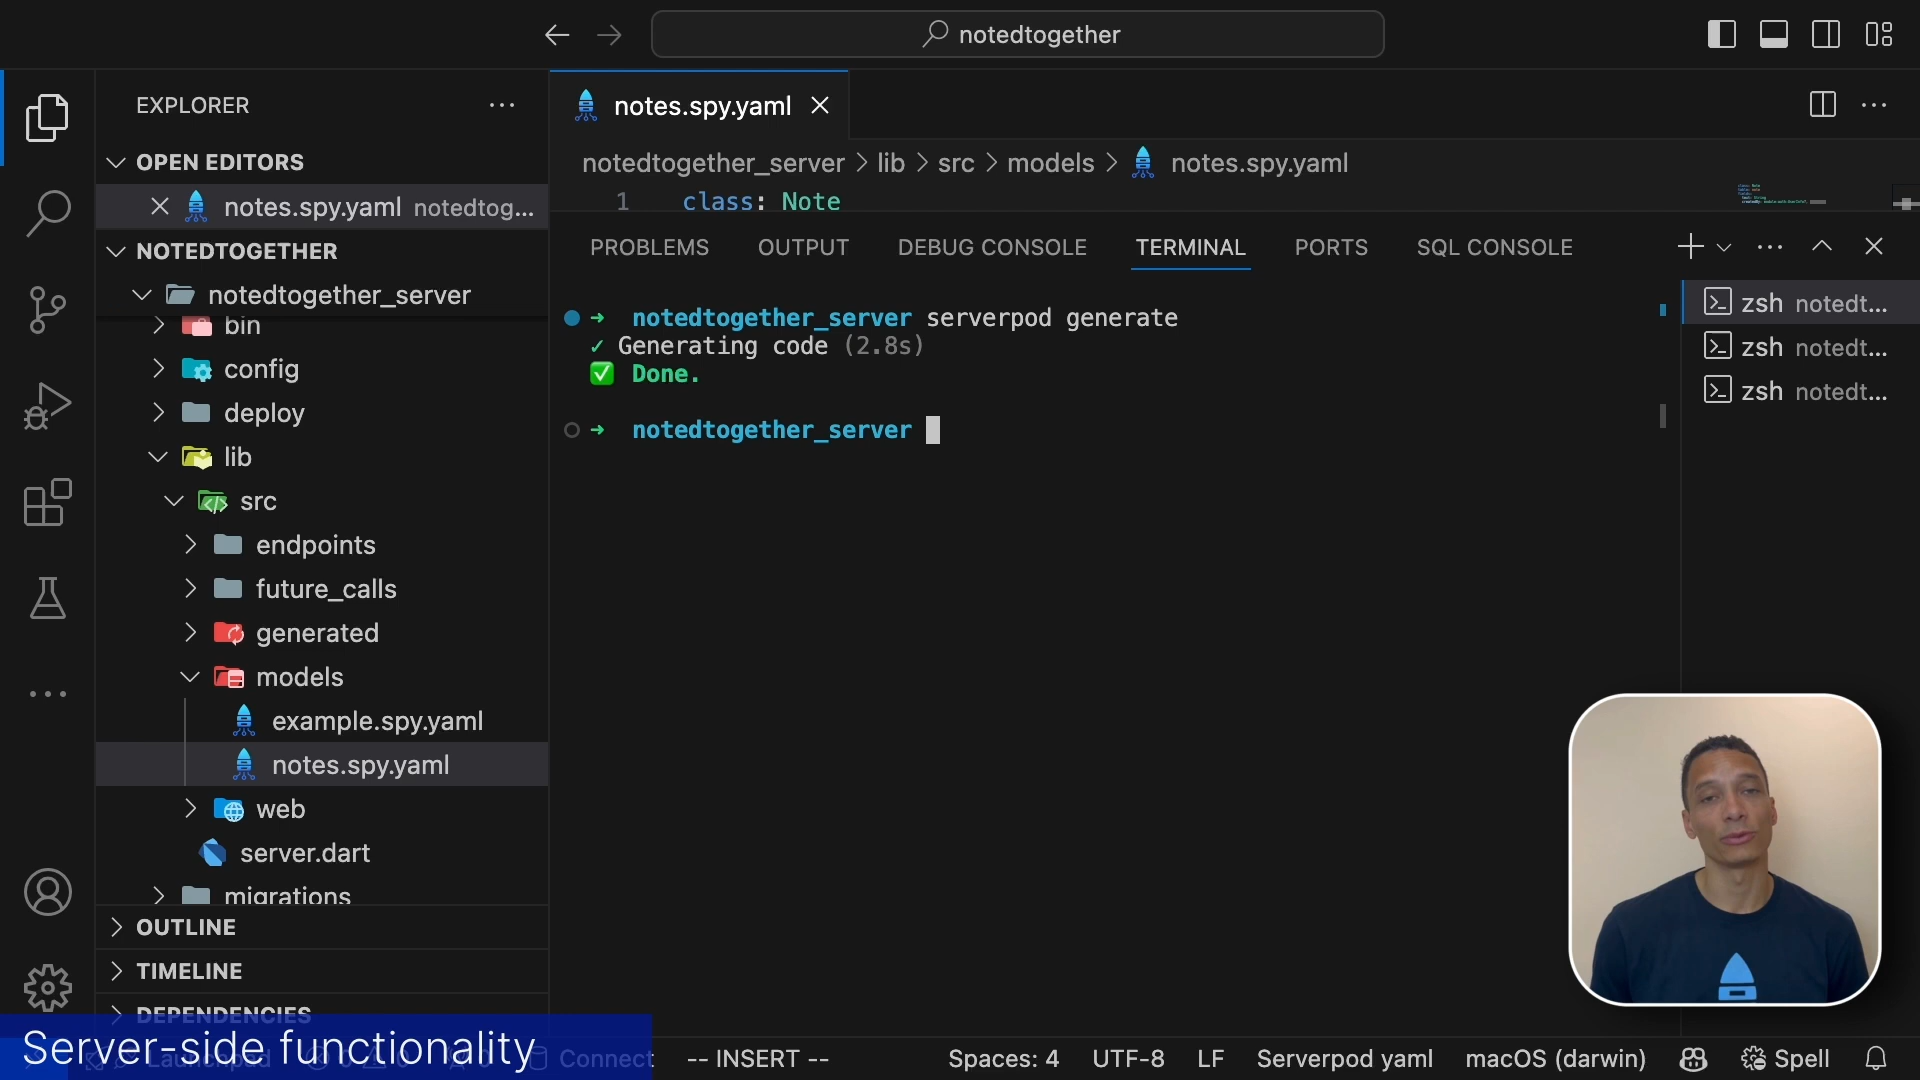 notedtogether
EXPLORER
OPEN EDITORS
notes.spy.yaml notedtog...
NOTEDTOGETHER
notedtogether_server
bin
config
deploy
lib
src
endpoints
future_calls
generated
models
example.spy.yaml
notes.spy.yaml
web
server.dart
migrations
OUTLINE
TIMELINE
DEPENDENCIES
notes.spy.yaml
notedtogether_server > lib > src > models > notes.spy.yaml
1 class: Note
PROBLEMS OUTPUT DEBUG CONSOLE TERMINAL PORTS SQL CONSOLE
notedtogether_server serverpod generate
✓ Generating code (2.8s)
✅ Done.
notedtogether_server
zsh notedt...
zsh notedt...
zsh notedt...
Server-side functionality
Launchpad
Connect -- INSERT -- Spaces: 4 UTF-8 LF Serverpod yaml macOS (darwin) Spell